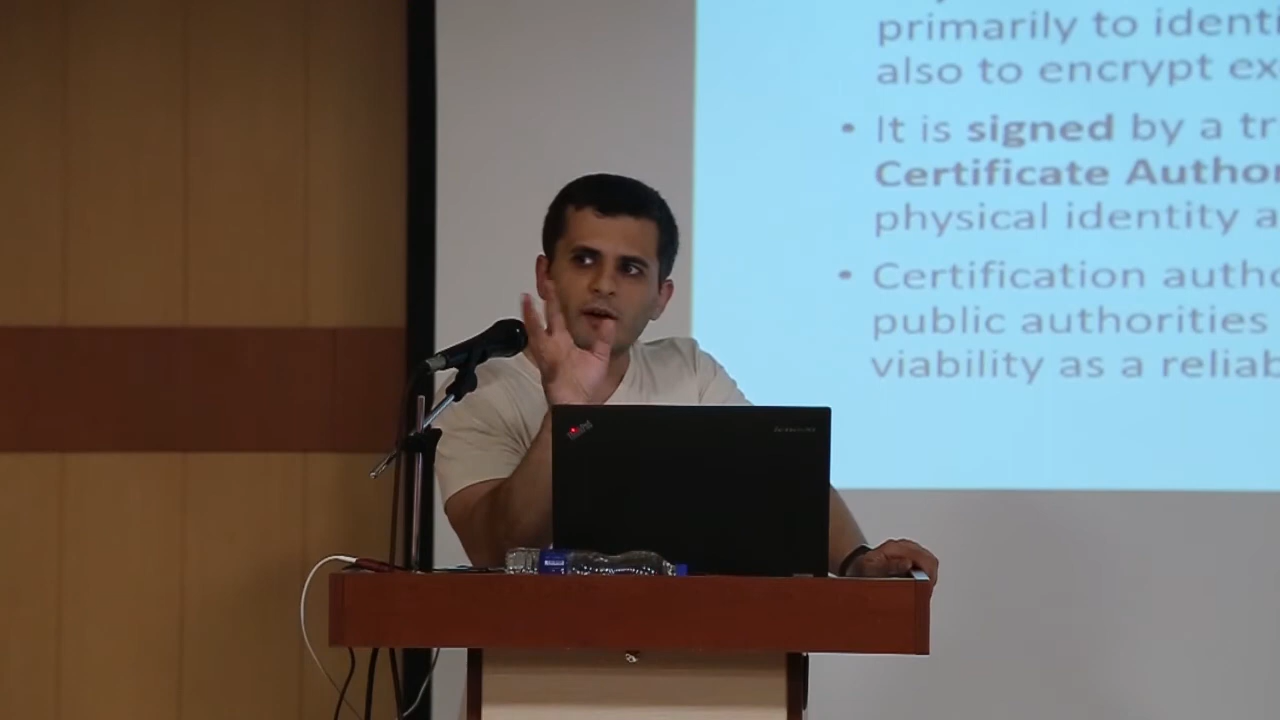 primarily to identi
also to encrypt ex
• It is signed by a tr
Certificate Author
physical identity a
• Certification autho
public authorities
viability as a reliab
ThinkPad